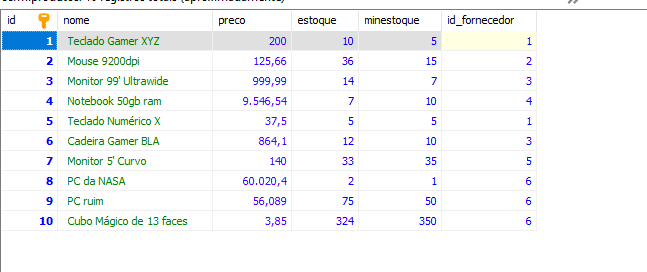 id nome preco estoque minestoque id_fornecedor
1 Teclado Gamer XYZ 200 10 5 1
2 Mouse 9200dpi 125,66 36 15 2
3 Monitor 99' Ultrawide 999,99 14 7 3
4 Notebook 50gb ram 9.546,54 7 10 4
5 Teclado Numérico X 37,5 5 5 1
6 Cadeira Gamer BLA 864,1 12 10 3
7 Monitor 5' Curvo 140 33 35 5
8 PC da NASA 60.020,4 2 1 6
9 PC ruim 56,089 75 50 6
10 Cubo Mágico de 13 faces 3,85 324 350 6